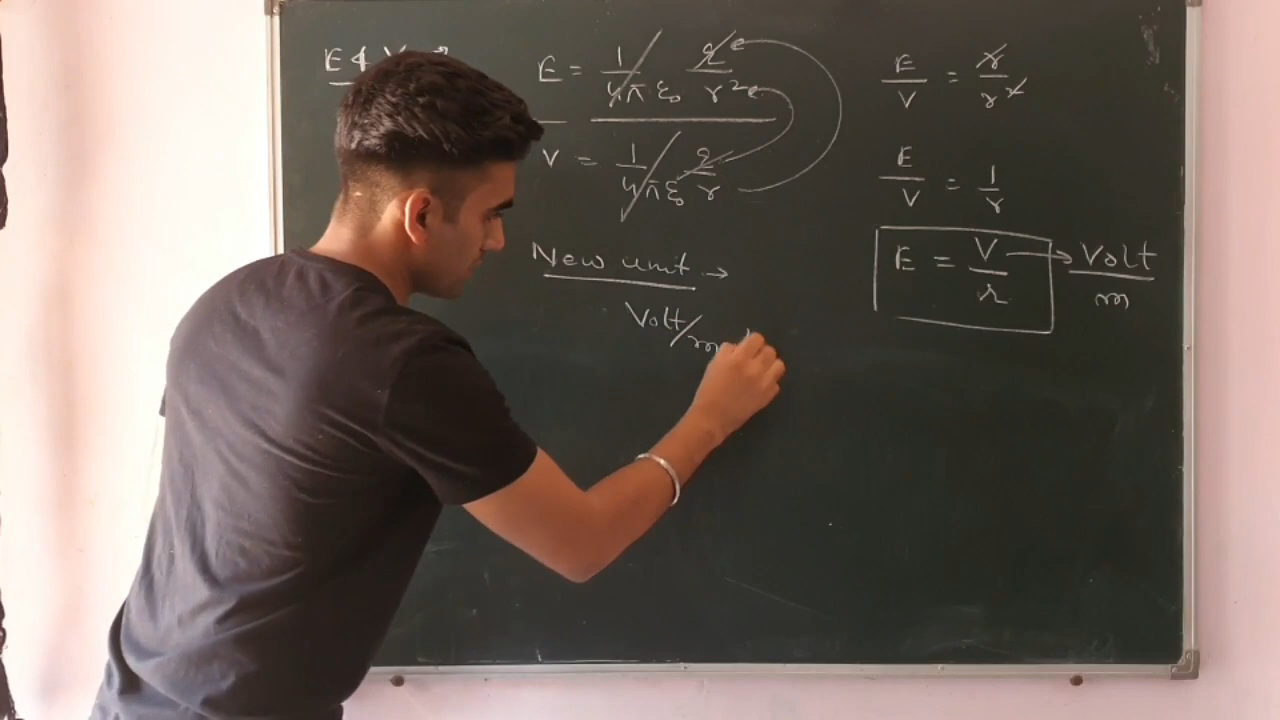 E & V →
E = 1/4πε₀ q/r²
V = 1/4πε₀ q/r
New unit →
Volt/m
E/V = r/r²
E/V = 1/r
E = V/r → Volt/m